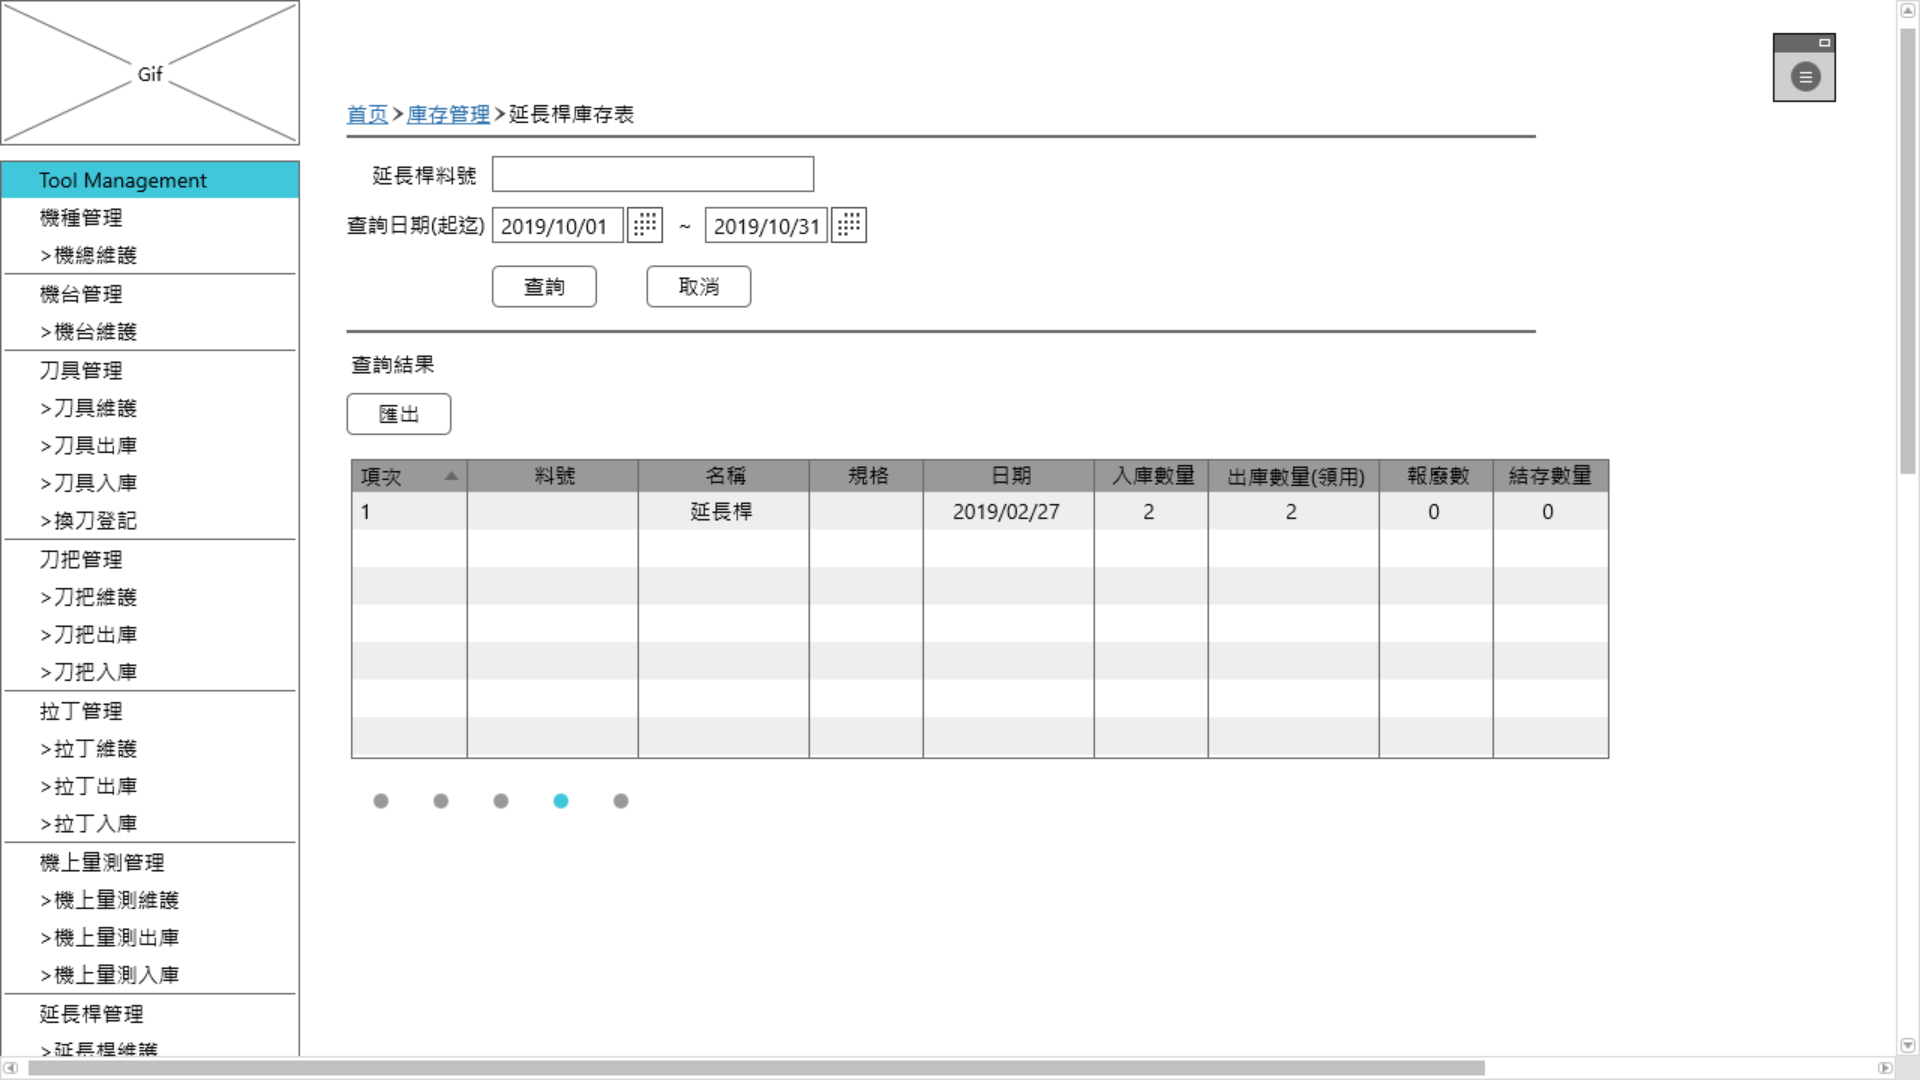 Gif
Tool Management
機種管理
>機總維護
機台管理
>機台維護
刀具管理
>刀具維護
>刀具出庫
>刀具入庫
>換刀登記
刀把管理
>刀把維護
>刀把出庫
>刀把入庫
拉丁管理
>拉丁維護
>拉丁出庫
>拉丁入庫
機上量測管理
>機上量測維護
>機上量測出庫
>機上量測入庫
延長桿管理
>延長桿維護
首页>庫存管理>延長桿庫存表
延長桿料號
查詢日期(起迄) 2019/10/01 ~ 2019/10/31
查詢 取消
查詢結果
匯出
項次 料號 名稱 規格 日期 入庫數量 出庫數量(領用) 報廢數 結存數量
1 延長桿 2019/02/27 2 2 0 0